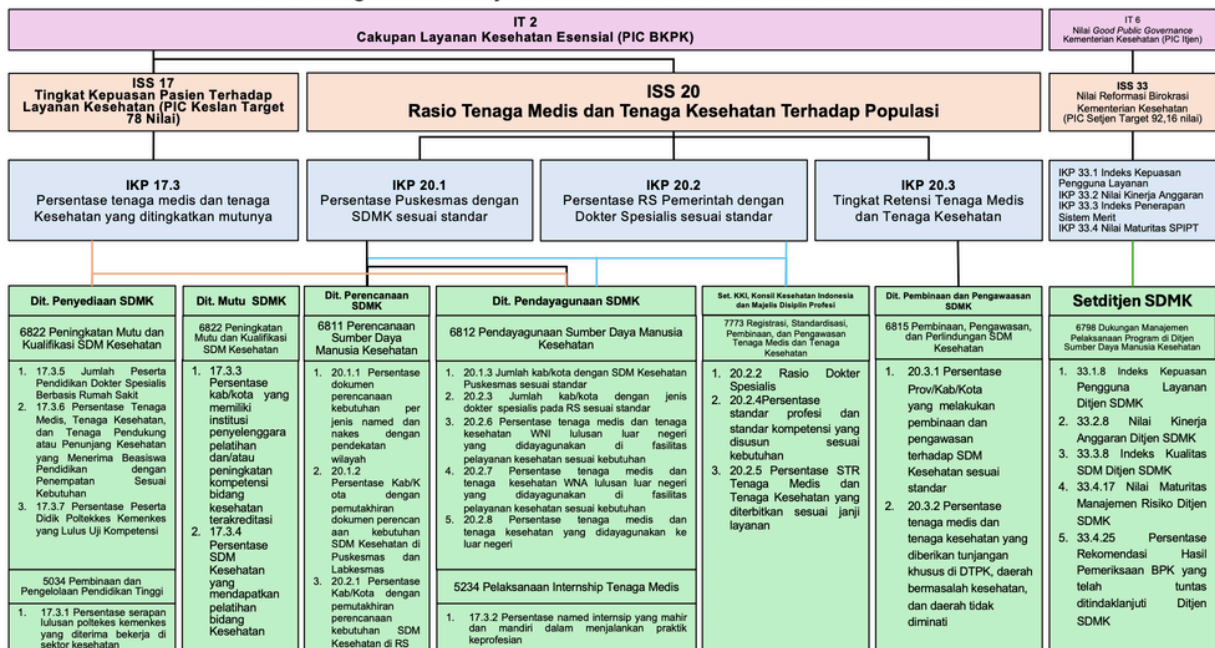 IT 2
Cakupan Layanan Kesehatan Esensial (PIC BKPK)
IT 6
Nilai Good Public Governance
Kementerian Kesehatan (PIC Itjen)
ISS 17
Tingkat Kepuasan Pasien Terhadap
Layanan Kesehatan (PIC Keslan Target
78 Nilai)
ISS 20
Rasio Tenaga Medis dan Tenaga Kesehatan Terhadap Populasi
ISS 33
Nilai Reformasi Birokrasi
Kementerian Kesehatan
(PIC Setjen Target 92,16 nilai)
IKP 17.3
Persentase tenaga medis dan tenaga
Kesehatan yang ditingkatkan mutunya
IKP 20.1
Persentase Puskesmas dengan
SDMK sesuai standar
IKP 20.2
Persentase RS Pemerintah dengan
Dokter Spesialis sesuai standar
IKP 20.3
Tingkat Retensi Tenaga Medis
dan Tenaga Kesehatan
IKP 33.1 Indeks Kepuasan
Pengguna Layanan
IKP 33.2 Nilai Kinerja Anggaran
IKP 33.3 Indeks Penerapan
Sistem Merit
IKP 33.4 Nilai Maturitas SPIPT
Dit. Penyediaan SDMK
6822 Peningkatan Mutu dan
Kualifikasi SDM Kesehatan
1. 17.3.5 Jumlah Peserta
Pendidikan Dokter Spesialis
Berbasis Rumah Sakit
2. 17.3.6 Persentase Tenaga
Medis, Tenaga Kesehatan,
dan Tenaga Pendukung
atau Penunjang Kesehatan
yang Menerima Beasiswa
Pendidikan dengan
Penempatan Sesuai
Kebutuhan
3. 17.3.7 Persentase Peserta
Didik Poltekkes Kemenkes
yang Lulus Uji Kompetensi
5034 Pembinaan dan
Pengelolaan Pendidikan Tinggi
1. 17.3.1 Persentase serapan
lulusan poltekes kemenkes
yang diterima bekerja di
sektor kesehatan
Dit. Mutu SDMK
6822 Peningkatan
Mutu dan Kualifikasi
SDM Kesehatan
1. 17.3.3
Persentase
kab/kota yang
memiliki
institusi
penyelenggara
pelatihan
dan/atau
peningkatan
kompetensi
bidang
kesehatan
terakreditasi
2. 17.3.4
Persentase
SDM
Kesehatan
yang
mendapatkan
pelatihan
bidang
Kesehatan
Dit. Perencanaan
SDMK
6811 Perencanaan
Sumber Daya
Manusia Kesehatan
1. 20.1.1 Persentase
dokumen
perencanaan
kebutuhan per
jenis named dan
nakes dengan
pendekatan
wilayah
2. 20.1.2
Persentase Kab/K
ota dengan
pemutakhiran
dokumen perencan
aan kebutuhan
SDM Kesehatan di
Puskesmas dan
Labkesmas
3. 20.2.1 Persentase
Kab/Kota dengan
pemutakhiran
perencanaan
kebutuhan SDM
Kesehatan di RS
Dit. Pendayagunaan SDMK
6812 Pendayagunaan Sumber Daya Manusia
Kesehatan
1. 20.1.3 Jumlah kab/kota dengan SDM Kesehatan
Puskesmas sesuai standar
2. 20.2.3 Jumlah kab/kota dengan jenis
dokter spesialis pada RS sesuai standar
3. 20.2.6 Persentase tenaga medis dan tenaga
kesehatan WNI lulusan luar negeri
yang didayagunakan di fasilitas
pelayanan kesehatan sesuai kebutuhan
4. 20.2.7 Persentase tenaga medis dan
tenaga kesehatan WNA lulusan luar negeri
yang didayagunakan di fasilitas
pelayanan kesehatan sesuai kebutuhan
5. 20.2.8 Persentase tenaga medis dan
tenaga kesehatan yang didayagunakan ke
luar negeri
5234 Pelaksanaan Internship Tenaga Medis
1. 17.3.2 Persentase named internsip yang mahir
dan mandiri dalam menjalankan praktik
keprofesian
Set. KKI, Konsil Kesehatan Indonesia
dan Majelis Disiplin Profesi
7773 Registrasi, Standardisasi,
Pembinaan, dan Pengawasan
Tenaga Medis dan Tenaga
Kesehatan
1. 20.2.2 Rasio Dokter
Spesialis
2. 20.2.4Persentase
standar profesi dan
standar kompetensi yang
disusun sesuai
kebutuhan
3. 20.2.5 Persentase STR
Tenaga Medis dan
Tenaga Kesehatan yang
diterbitkan sesuai janji
layanan
Dit. Pembinaan dan Pengawaasan
SDMK
6815 Pembinaan, Pengawasan,
dan Perlindungan SDM
Kesehatan
1. 20.3.1 Persentase
Prov/Kab/Kota
yang melakukan
pembinaan dan
pengawasan
terhadap SDM
Kesehatan sesuai
standar
2. 20.3.2 Persentase
tenaga medis dan
tenaga kesehatan yang
diberikan tunjangan
khusus di DTPK, daerah
bermasalah kesehatan,
dan daerah tidak
diminati
Setditjen SDMK
6798 Dukungan Manajemen
Pelaksanaan Program di Ditjen
Sumber Daya Manusia Kesehatan
1. 33.1.8 Indeks Kepuasan
Pengguna Layanan
Ditjen SDMK
2. 33.2.8 Nilai Kinerja
Anggaran Ditjen SDMK
3. 33.3.8 Indeks Kualitas
SDM Ditjen SDMK
4. 33.4.17 Nilai Maturitas
Manajemen Risiko Ditjen
SDMK
5. 33.4.25 Persentase
Rekomendasi Hasil
Pemeriksaan BPK yang
telah tuntas
ditindaklanjuti Ditjen
SDMK